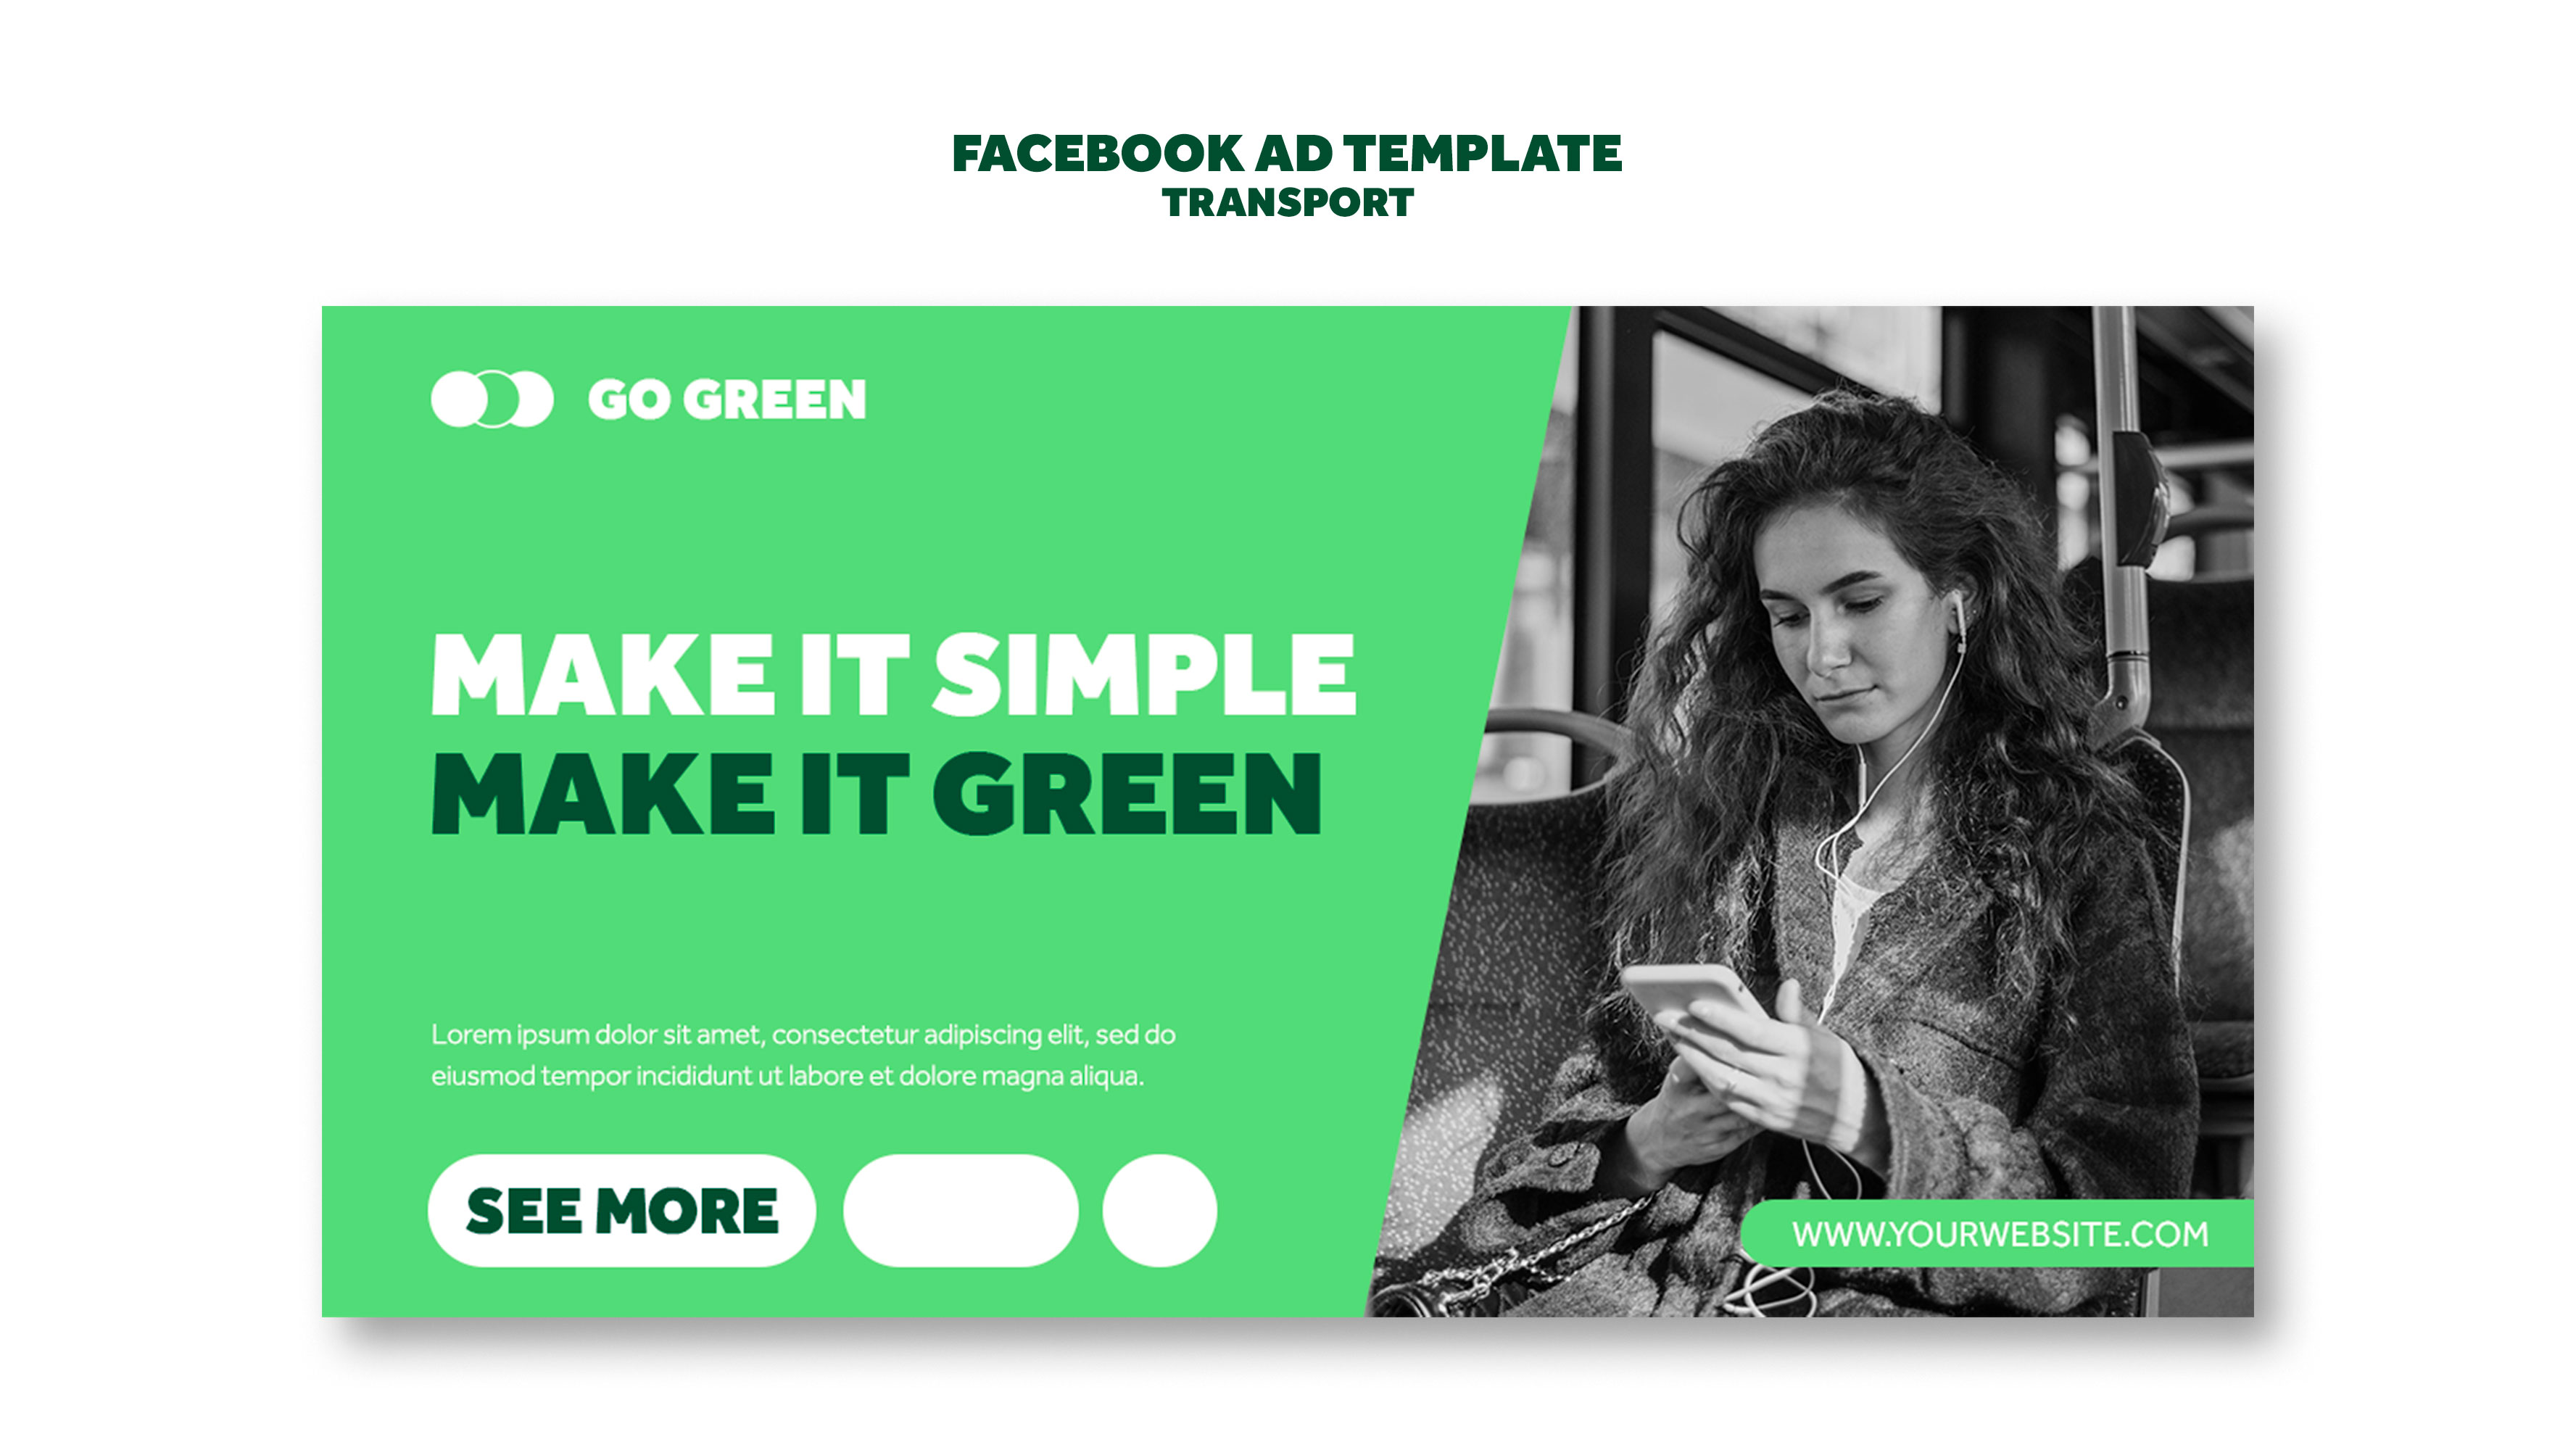 FACEBOOK AD TEMPLATE
TRANSPORT
GO GREEN
MAKE IT SIMPLE
MAKE IT GREEN
Lorem ipsum dolor sit amet, consectetur adipiscing elit, sed do
eiusmod tempor incididunt ut labore et dolore magna aliqua.
SEE MORE
WWW.YOURWEBSITE.COM